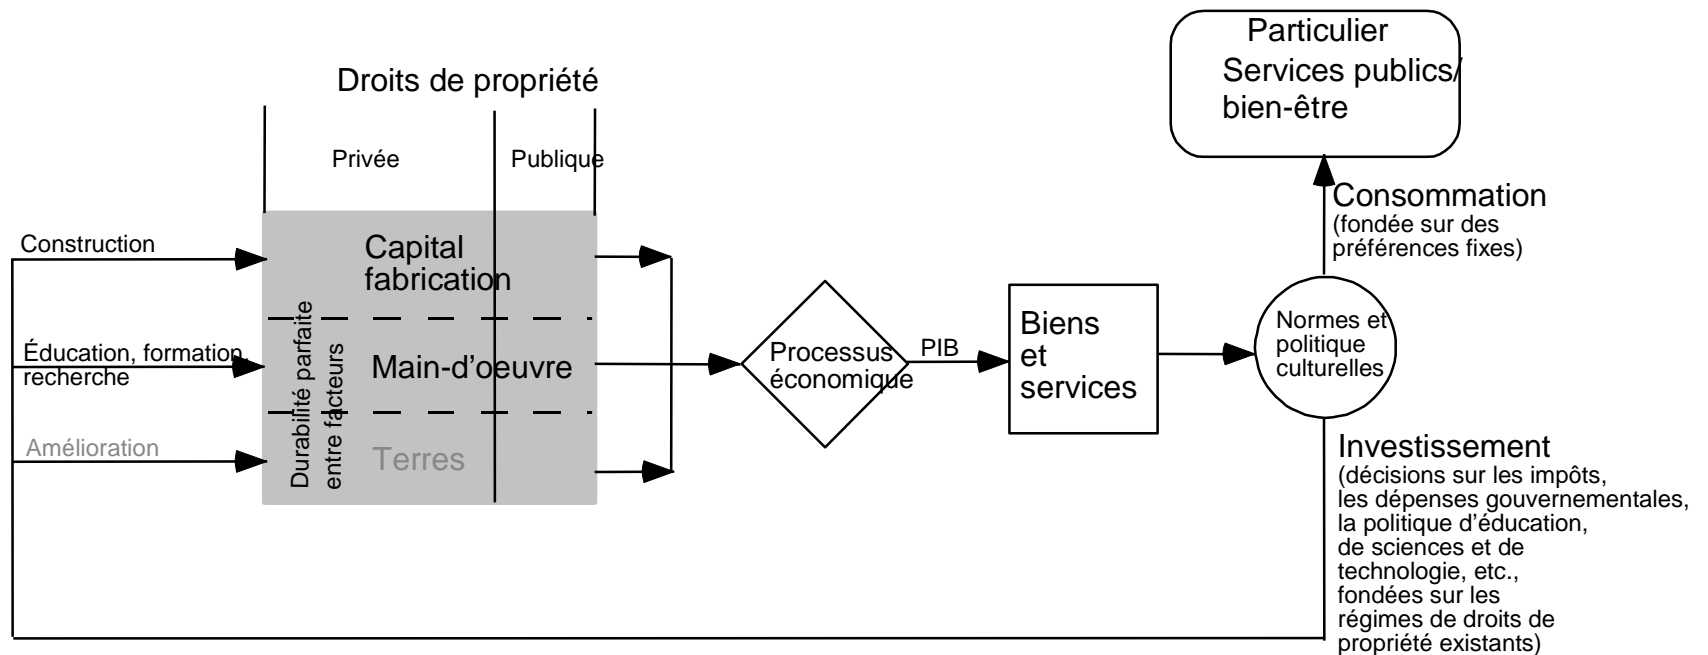 Particulier
Services publics/
bien-être
Droits de propriété
Privée
Publique
Consommation
(fondée sur des
préférences fixes)
Construction
Capital
fabrication
Éducation, formation,
recherche
Durabilité parfaite
entre facteurs
Main-d'oeuvre
Amélioration
Terres
Processus
économique
PIB
Biens
et
services
Normes et
politique
culturelles
Investissement
(décisions sur les impôts,
les dépenses gouvernementales,
la politique d’éducation,
de sciences et de
technologie, etc.,
fondées sur les
régimes de droits de
propriété existants)